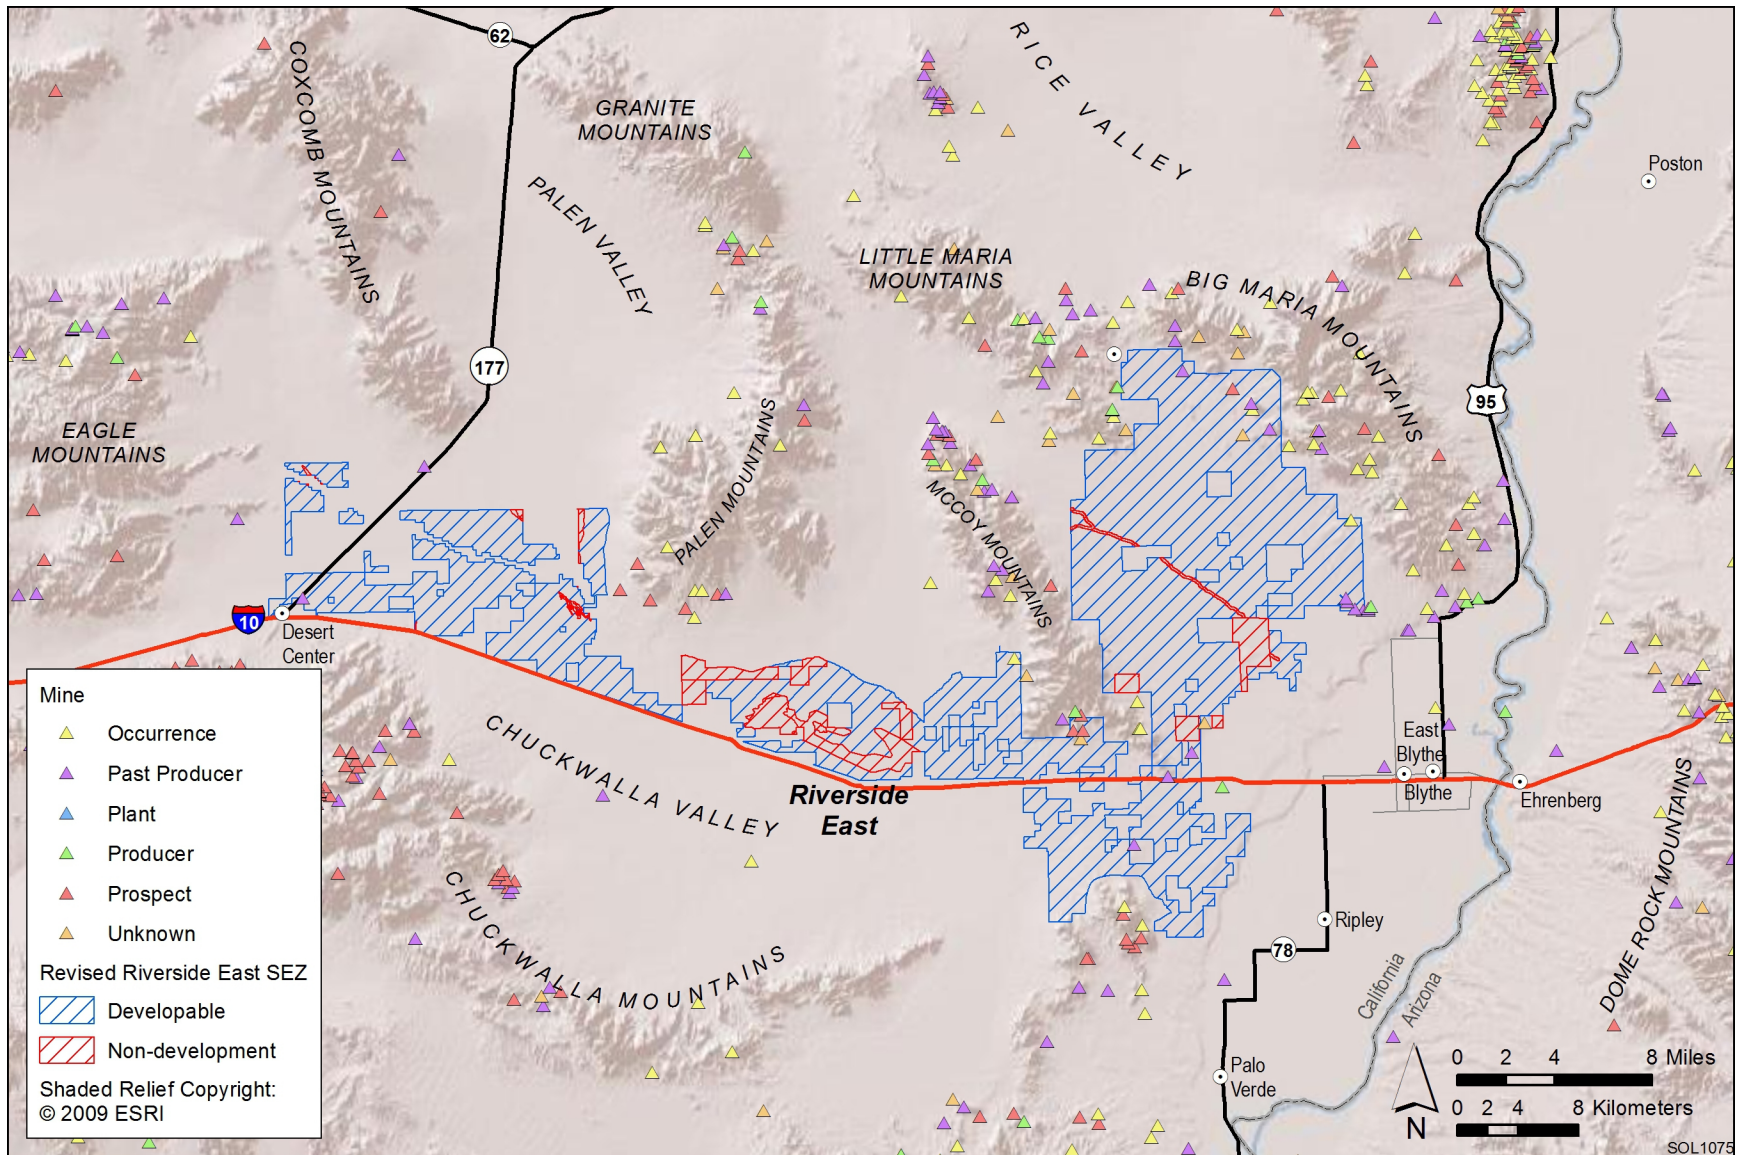 62
COXCOMB MOUNTAINS
GRANITE
MOUNTAINS
RICE VALLEY
Poston
PALEN VALLEY
LITTLE MARIA
MOUNTAINS
BIG MARIA MOUNTAINS
177
95
EAGLE
MOUNTAINS
PALEN MOUNTAINS
MCCOY MOUNTAINS
10
Desert
Center
CHUCKWALLA VALLEY
Riverside
East
East
Blythe
Blythe
Ehrenberg
DOME ROCK MOUNTAINS
CHUCKWALLA MOUNTAINS
Ripley
78
California
Arizona
Palo
Verde
Mine
Occurrence
Past Producer
Plant
Producer
Prospect
Unknown
Revised Riverside East SEZ
Developable
Non-development
Shaded Relief Copyright:
© 2009 ESRI
N
0 2 4 8 Miles
0 2 4 8 Kilometers
SOL1075